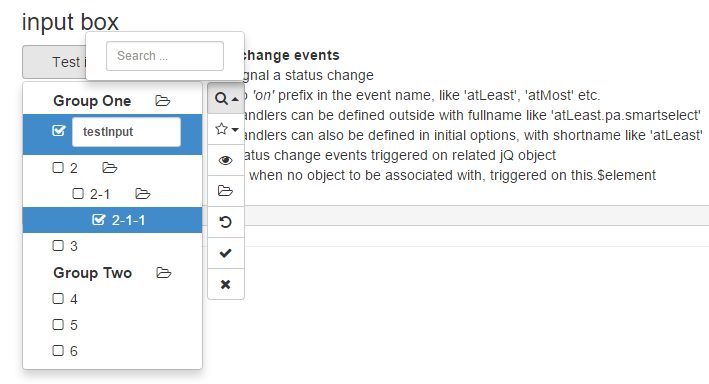 input box
Search ...
Test i
change events
gnal a status change
'on' prefix in the event name, like 'atLeast', 'atMost' etc.
andlers can be defined outside with fullname like 'atLeast.pa.smartselect'
andlers can also be defined in initial options, with shortname like 'atLeast'
atus change events triggered on related jQ object
when no object to be associated with, triggered on this.$element
Group One
testInput
2
2-1
2-1-1
3
Group Two
4
5
6